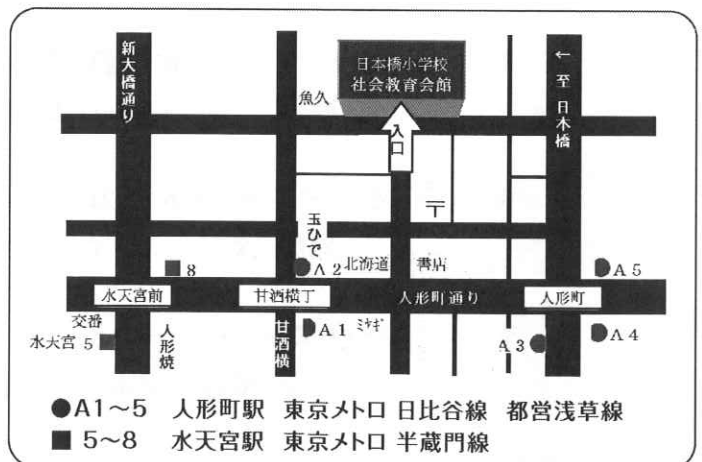 新大橋通り
日本橋小学校
社会教育会館
← 至 日本橋
魚久
入口
〒
玉ひで
8
A 2
北海道
書店
A 5
水天宮前
甘酒横丁
人形町通り
人形町
交番
水天宮 5
人形焼
甘酒横
A 1
ミヤギ
A 3
A 4
●A1～5 人形町駅 東京メトロ 日比谷線 都営浅草線
■ 5～8 水天宮駅 東京メトロ 半蔵門線